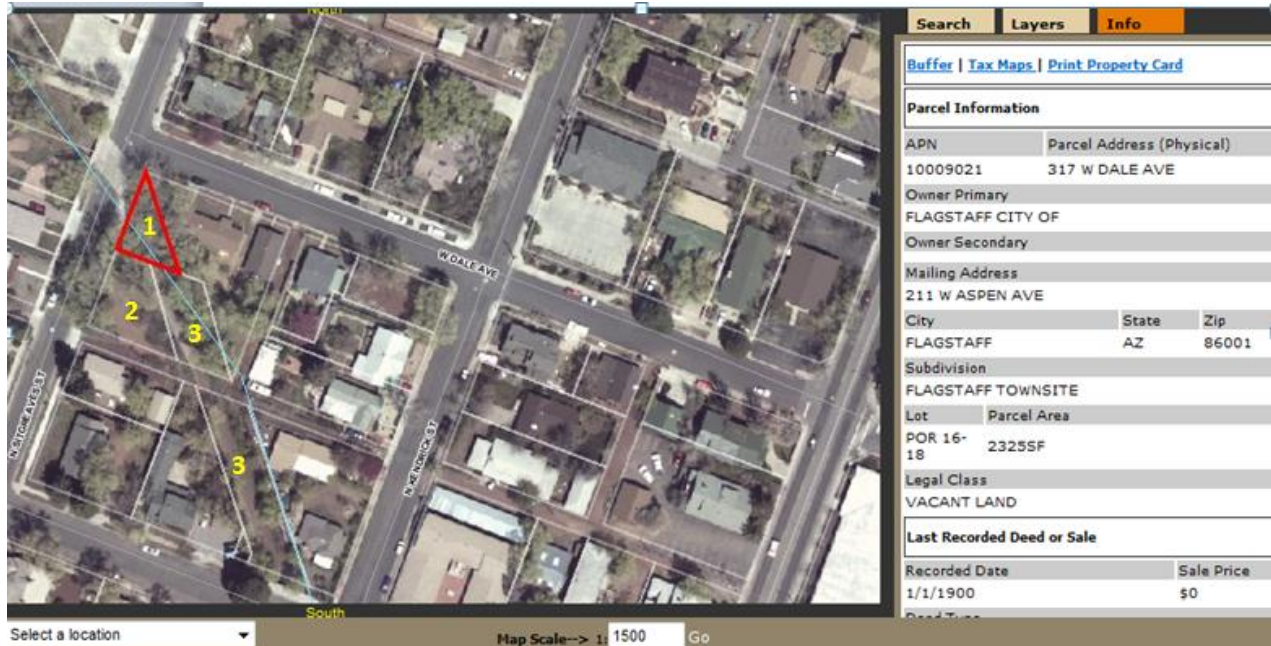 North
1
2
3
3
W DALE AVE
N SITGREAVES ST
N KENDRICK ST
South
Search Layers Info
Buffer | Tax Maps | Print Property Card
Parcel Information
APN Parcel Address (Physical)
10009021 317 W DALE AVE
Owner Primary
FLAGSTAFF CITY OF
Owner Secondary
Mailing Address
211 W ASPEN AVE
City State Zip
FLAGSTAFF AZ 86001
Subdivision
FLAGSTAFF TOWNSITE
Lot Parcel Area
POR 16-
18 2325SF
Legal Class
VACANT LAND
Last Recorded Deed or Sale
Recorded Date Sale Price
1/1/1900 $0
Deed Type
Select a location
Map Scale--> 1: 1500 Go